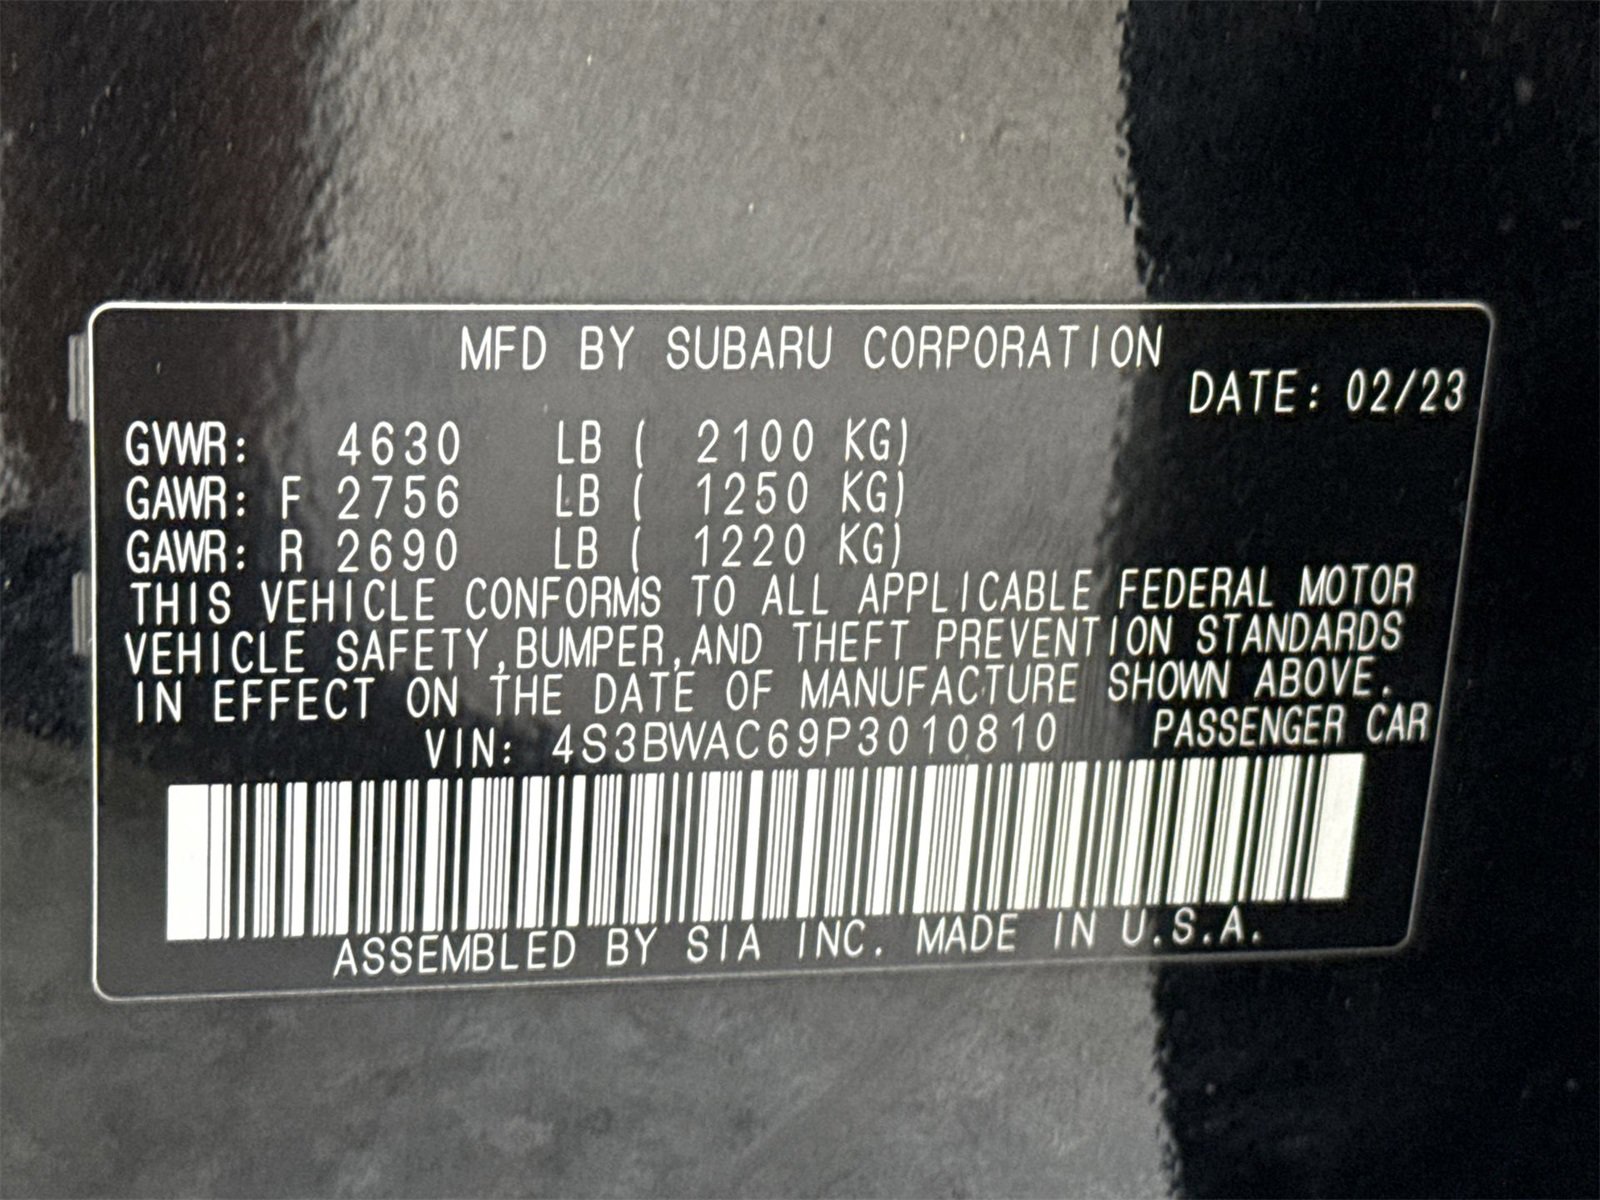 MFD BY SUBARU CORPORATION
DATE: 02/23
GVWR: 4630 LB ( 2100 KG)
GAWR: F 2756 LB ( 1250 KG)
GAWR: R 2690 LB ( 1220 KG)
THIS VEHICLE CONFORMS TO ALL APPLICABLE FEDERAL MOTOR
VEHICLE SAFETY,BUMPER,AND THEFT PREVENTION STANDARDS
IN EFFECT ON THE DATE OF MANUFACTURE SHOWN ABOVE.
VIN: 4S3BWAC69P3010810 PASSENGER CAR
ASSEMBLED BY SIA INC. MADE IN U.S.A.